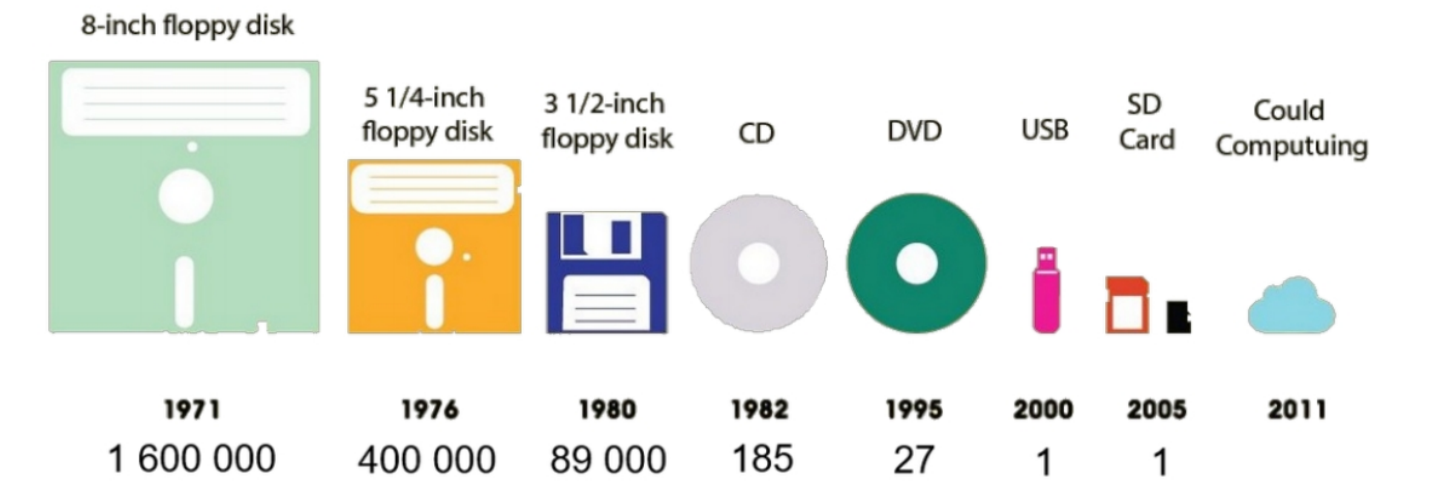 8-inch floppy disk
5 1/4-inch
floppy disk
3 1/2-inch
floppy disk
CD
DVD
USB
SD
Card
Could
Computuing
1971
1976
1980
1982
1995
2000
2005
2011
1 600 000
400 000
89 000
185
27
1
1